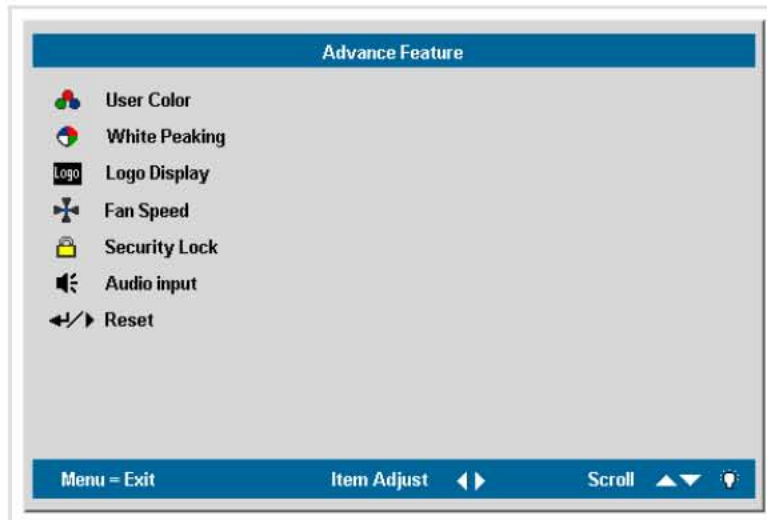 Advance Feature
User Color
White Peaking
Logo Logo Display
Fan Speed
Security Lock
Audio input
Reset
Menu = Exit Item Adjust Scroll